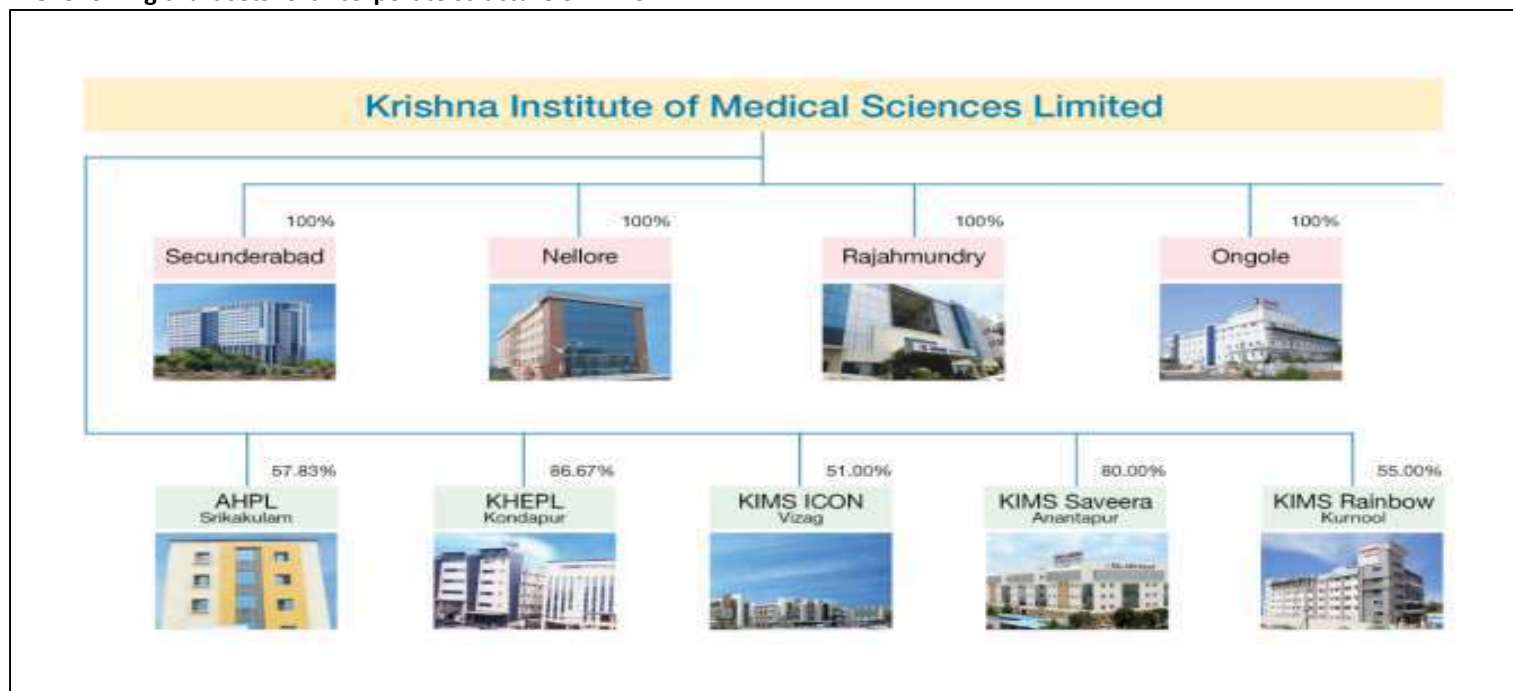 Krishna Institute of Medical Sciences Limited
100%
100%
100%
100%
Secunderabad
Nellore
Rajahmundry
Ongole
57.83%
86.67%
51.00%
80.00%
55.00%
AHPL
Srikakulam
KHEPL
Kondapur
KIMS ICON
Vizag
KIMS Saveera
Anantapur
KIMS Rainbow
Kurnool